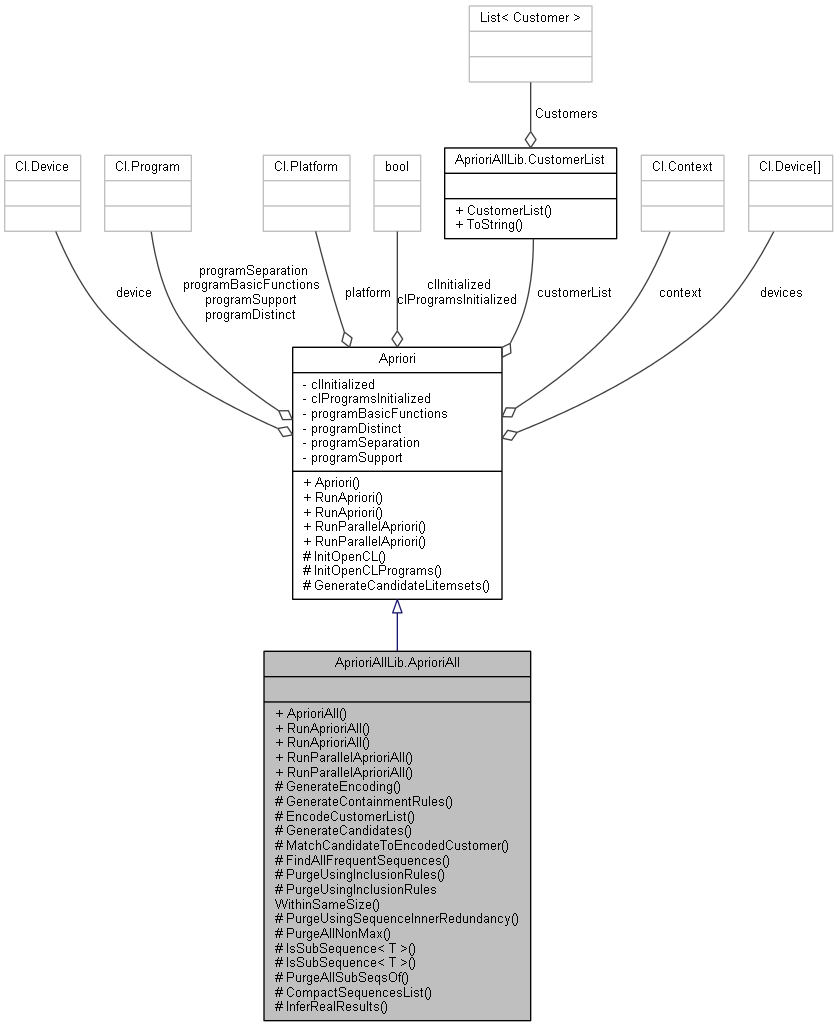 List< Customer >
Customers
Cl.Device
Cl.Program
Cl.Platform
bool
AprioriAllLib.CustomerList
+ CustomerList()
+ ToString()
Cl.Context
Cl.Device[]
device
programSeparation
programBasicFunctions
programSupport
programDistinct
platform
clInitialized
clProgramsInitialized
customerList
context
devices
Apriori
- clInitialized
- clProgramsInitialized
- programBasicFunctions
- programDistinct
- programSeparation
- programSupport
+ Apriori()
+ RunApriori()
+ RunApriori()
+ RunParallelApriori()
+ RunParallelApriori()
# InitOpenCL()
# InitOpenCLPrograms()
# GenerateCandidateLitemsets()
AprioriAllLib.AprioriAll
+ AprioriAll()
+ RunAprioriAll()
+ RunAprioriAll()
+ RunParallelAprioriAll()
+ RunParallelAprioriAll()
# GenerateEncoding()
# GenerateContainmentRules()
# EncodeCustomerList()
# GenerateCandidates()
# MatchCandidateToEncodedCustomer()
# FindAllFrequentSequences()
# PurgeUsingInclusionRules()
# PurgeUsingInclusionRules
WithinSameSize()
# PurgeUsingSequenceInnerRedundancy()
# PurgeAllNonMax()
# IsSubSequence< T >()
# IsSubSequence< T >()
# PurgeAllSubSeqsOf()
# CompactSequencesList()
# InferRealResults()